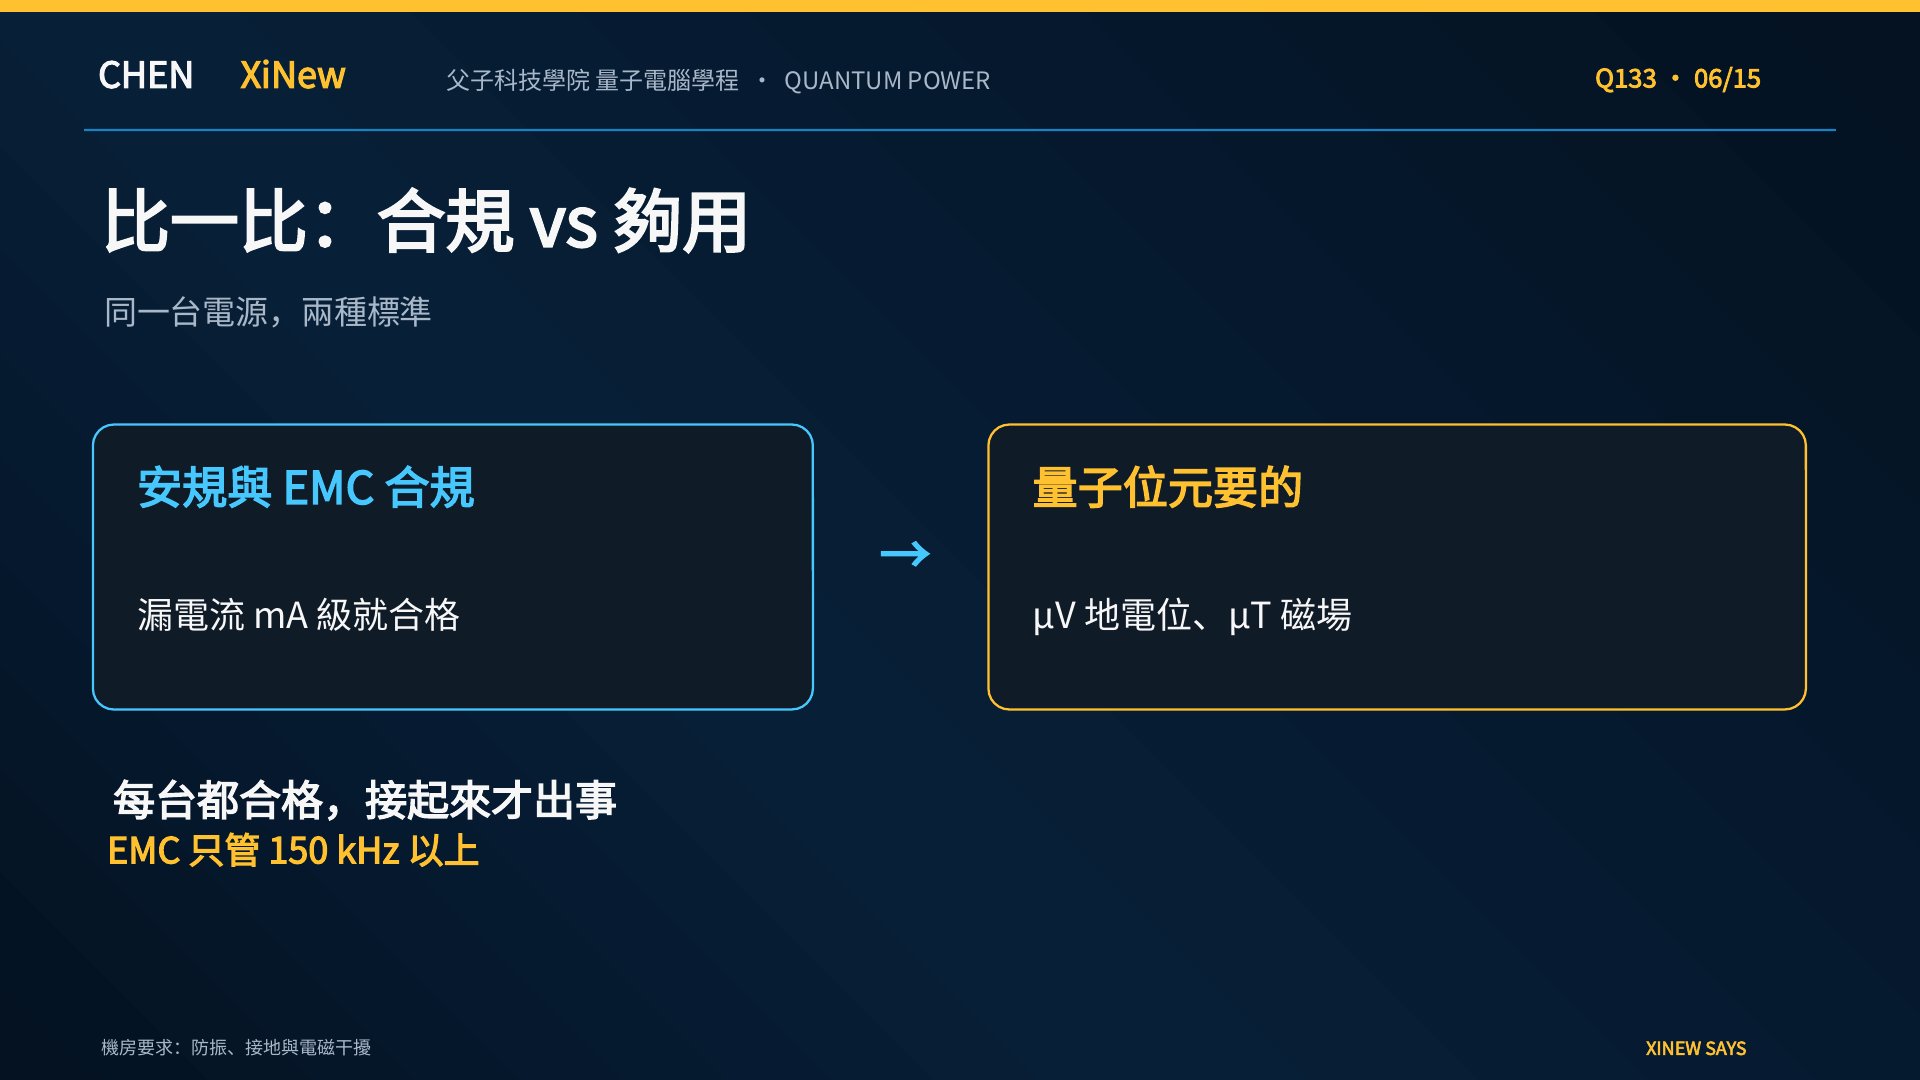 CHEN XiNew 父子科技學院 量子電腦學程 • QUANTUM POWER Q133 • 06/15
比一比：合規 vs 夠用
同一台電源，兩種標準
安規與 EMC 合規
漏電流 mA 級就合格
→
量子位元要的
μV 地電位、μT 磁場
每台都合格，接起來才出事
EMC 只管 150 kHz 以上
機房要求：防振、接地與電磁干擾 XINEW SAYS